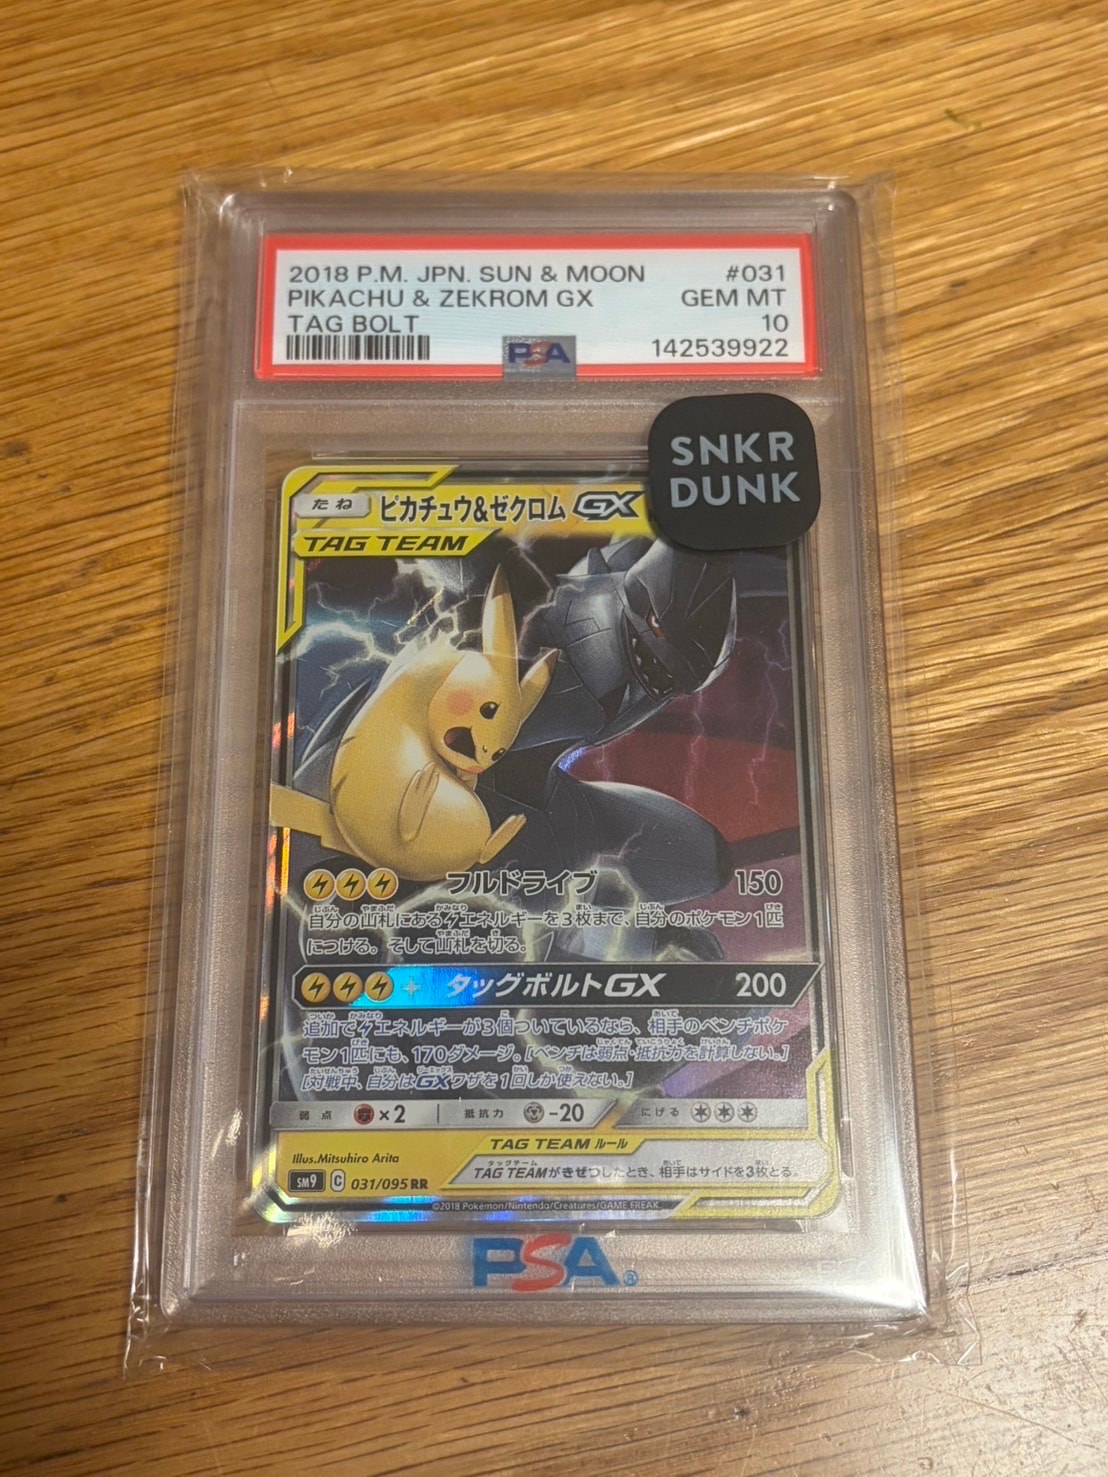 2018 P.M. JPN. SUN & MOON #031
PIKACHU & ZEKROM GX GEM MT
TAG BOLT 10
PSA 142539922
SNKR
DUNK
たね ピカチュウ&ゼクロムGX
TAG TEAM
フルドライブ 150
自分の山札にあるエネルギーを3枚まで、自分のポケモン1匹
につける。そして山札を切る。
+ タッグボルトGX 200
追加でエネルギーが3個ついているなら、相手のベンチポケ
モン1匹にも、170ダメージ。[ベンチは弱点・抵抗力を計算しない。]
[対戦中、自分はGXワザを1回しか使えない。]
弱点 ×2 抵抗力 -20 にげる
TAG TEAM ルール
Illus.Mitsuhiro Arita
TAG TEAMがきぜつしたとき、相手はサイドを3枚とる。
SM9 C 031/095 RR
©2018 Pokémon/Nintendo/Creatures/GAME FREAK
PSA®